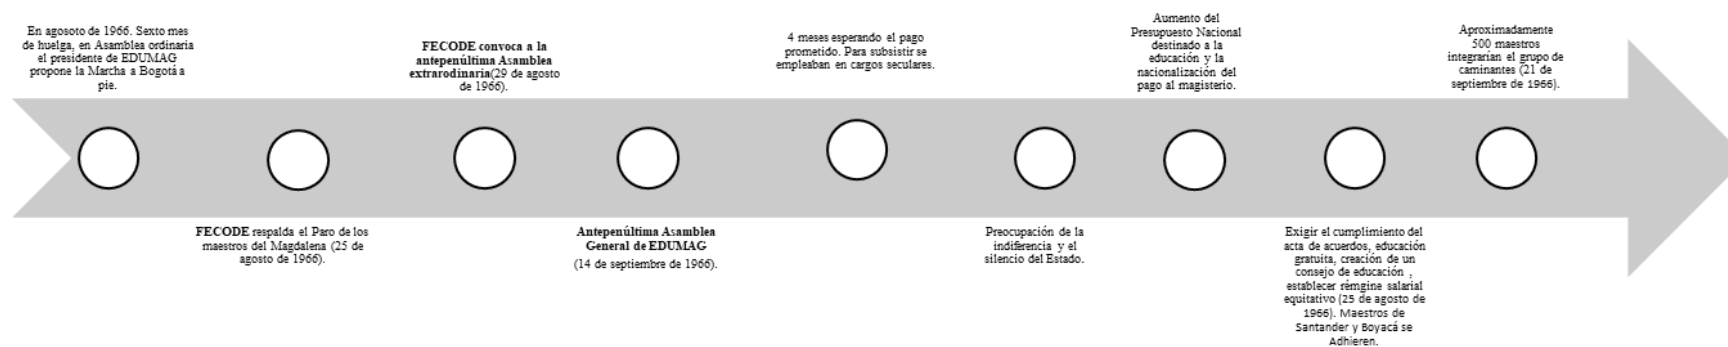 En agosoto de 1966. Sexto mes
de huelga, en Asamblea ordinaria
el presidente de EDUMAG
propone la Marcha a Bogotá a
pie.
FECODE respalda el Paro de los
maestros del Magdalena (25 de
agosto de 1966).
FECODE convoca a la
antepenúltima Asamblea
extrarodinaria(29 de agosto
de 1966).
Antepenúltima Asamblea
General de EDUMAG
(14 de septiembre de 1966).
4 meses esperando el pago
prometido. Para subsistir se
empleaban en cargos seculares.
Preocupación de la
indiferencia y el
silencio del Estado.
Aumento del
Presupuesto Nacional
destinado a la
educación y la
nacionalización del
pago al magisterio.
Exigir el cumplimiento del
acta de acuerdos, educación
gratuita, creación de un
consejo de educación ,
establecer rémgine salarial
equitativo (25 de agosto de
1966). Maestros de
Santander y Boyacá se
Adhieren.
Aproximadamente
500 maestros
integrarían el grupo de
caminantes (21 de
septiembre de 1966).